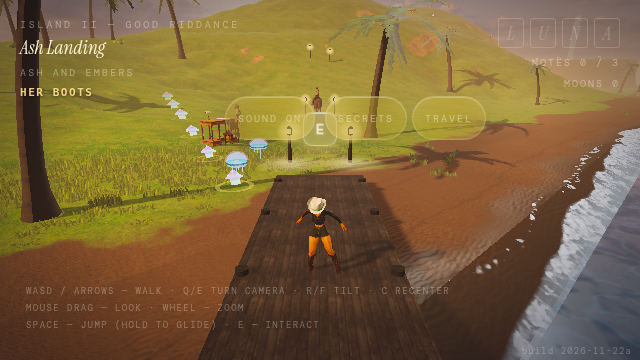 ISLAND II — GOOD RIDDANCE
Ash Landing
ASH AND EMBERS
HER BOOTS
L U N A
NOTES 0 / 3
MOONS 0
SOUND ON
SECRETS
TRAVEL
E
WASD / ARROWS — WALK · Q/E TURN CAMERA · R/F TILT · C RECENTER
MOUSE DRAG — LOOK · WHEEL — ZOOM
SPACE — JUMP (HOLD TO GLIDE) · E — INTERACT
build 2026-11-22a